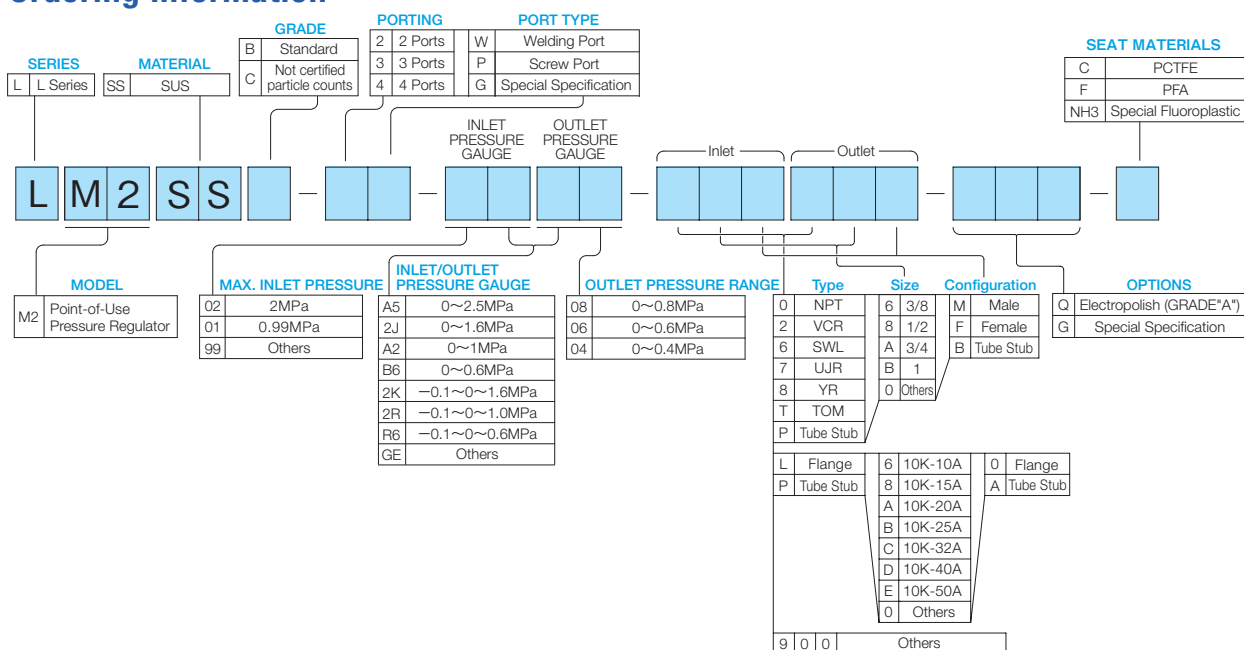 Ordering Information
SERIES
L L Series
MATERIAL
SS SUS
GRADE
B Standard
C Not certified
particle counts
PORTING
2 2 Ports
3 3 Ports
4 4 Ports
PORT TYPE
W Welding Port
P Screw Port
G Special Specification
SEAT MATERIALS
C PCTFE
F PFA
NH3 Special Fluoroplastic
INLET
PRESSURE
GAUGE
OUTLET
PRESSURE
GAUGE
Inlet
Outlet
L M 2 S S – – – – –
MODEL
M2 Point-of-Use
Pressure Regulator
MAX. INLET PRESSURE
02 2MPa
01 0.99MPa
99 Others
INLET/OUTLET
PRESSURE GAUGE
A5 0~2.5MPa
2J 0~1.6MPa
A2 0~1MPa
B6 0~0.6MPa
2K −0.1~0~1.6MPa
2R −0.1~0~1.0MPa
R6 −0.1~0~0.6MPa
GE Others
OUTLET PRESSURE RANGE
08 0~0.8MPa
06 0~0.6MPa
04 0~0.4MPa
Type
0 NPT
2 VCR
6 SWL
7 UJR
8 YR
T TOM
P Tube Stub
Size
6 3/8
8 1/2
A 3/4
B 1
0 Others
Configuration
M Male
F Female
B Tube Stub
OPTIONS
Q Electropolish (GRADE"A")
G Special Specification
L Flange
P Tube Stub
6 10K-10A
8 10K-15A
A 10K-20A
B 10K-25A
C 10K-32A
D 10K-40A
E 10K-50A
0 Others
0 Flange
A Tube Stub
9 0 0 Others